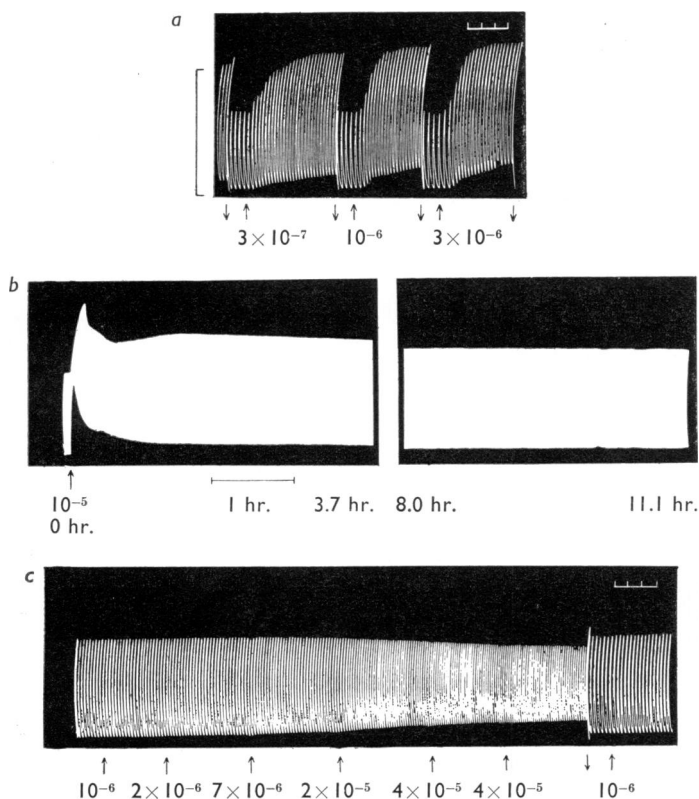 a
↓ ↑ ↓ ↑ ↓ ↑ ↓
3 × 10⁻⁷ 10⁻⁶ 3 × 10⁻⁶
b
↑
10⁻⁵ 1 hr. 3.7 hr. 8.0 hr. 11.1 hr.
0 hr.
c
↑ ↑ ↑ ↑ ↑ ↑ ↓ ↑
10⁻⁶ 2 × 10⁻⁶ 7 × 10⁻⁶ 2 × 10⁻⁵ 4 × 10⁻⁵ 4 × 10⁻⁵ 10⁻⁶